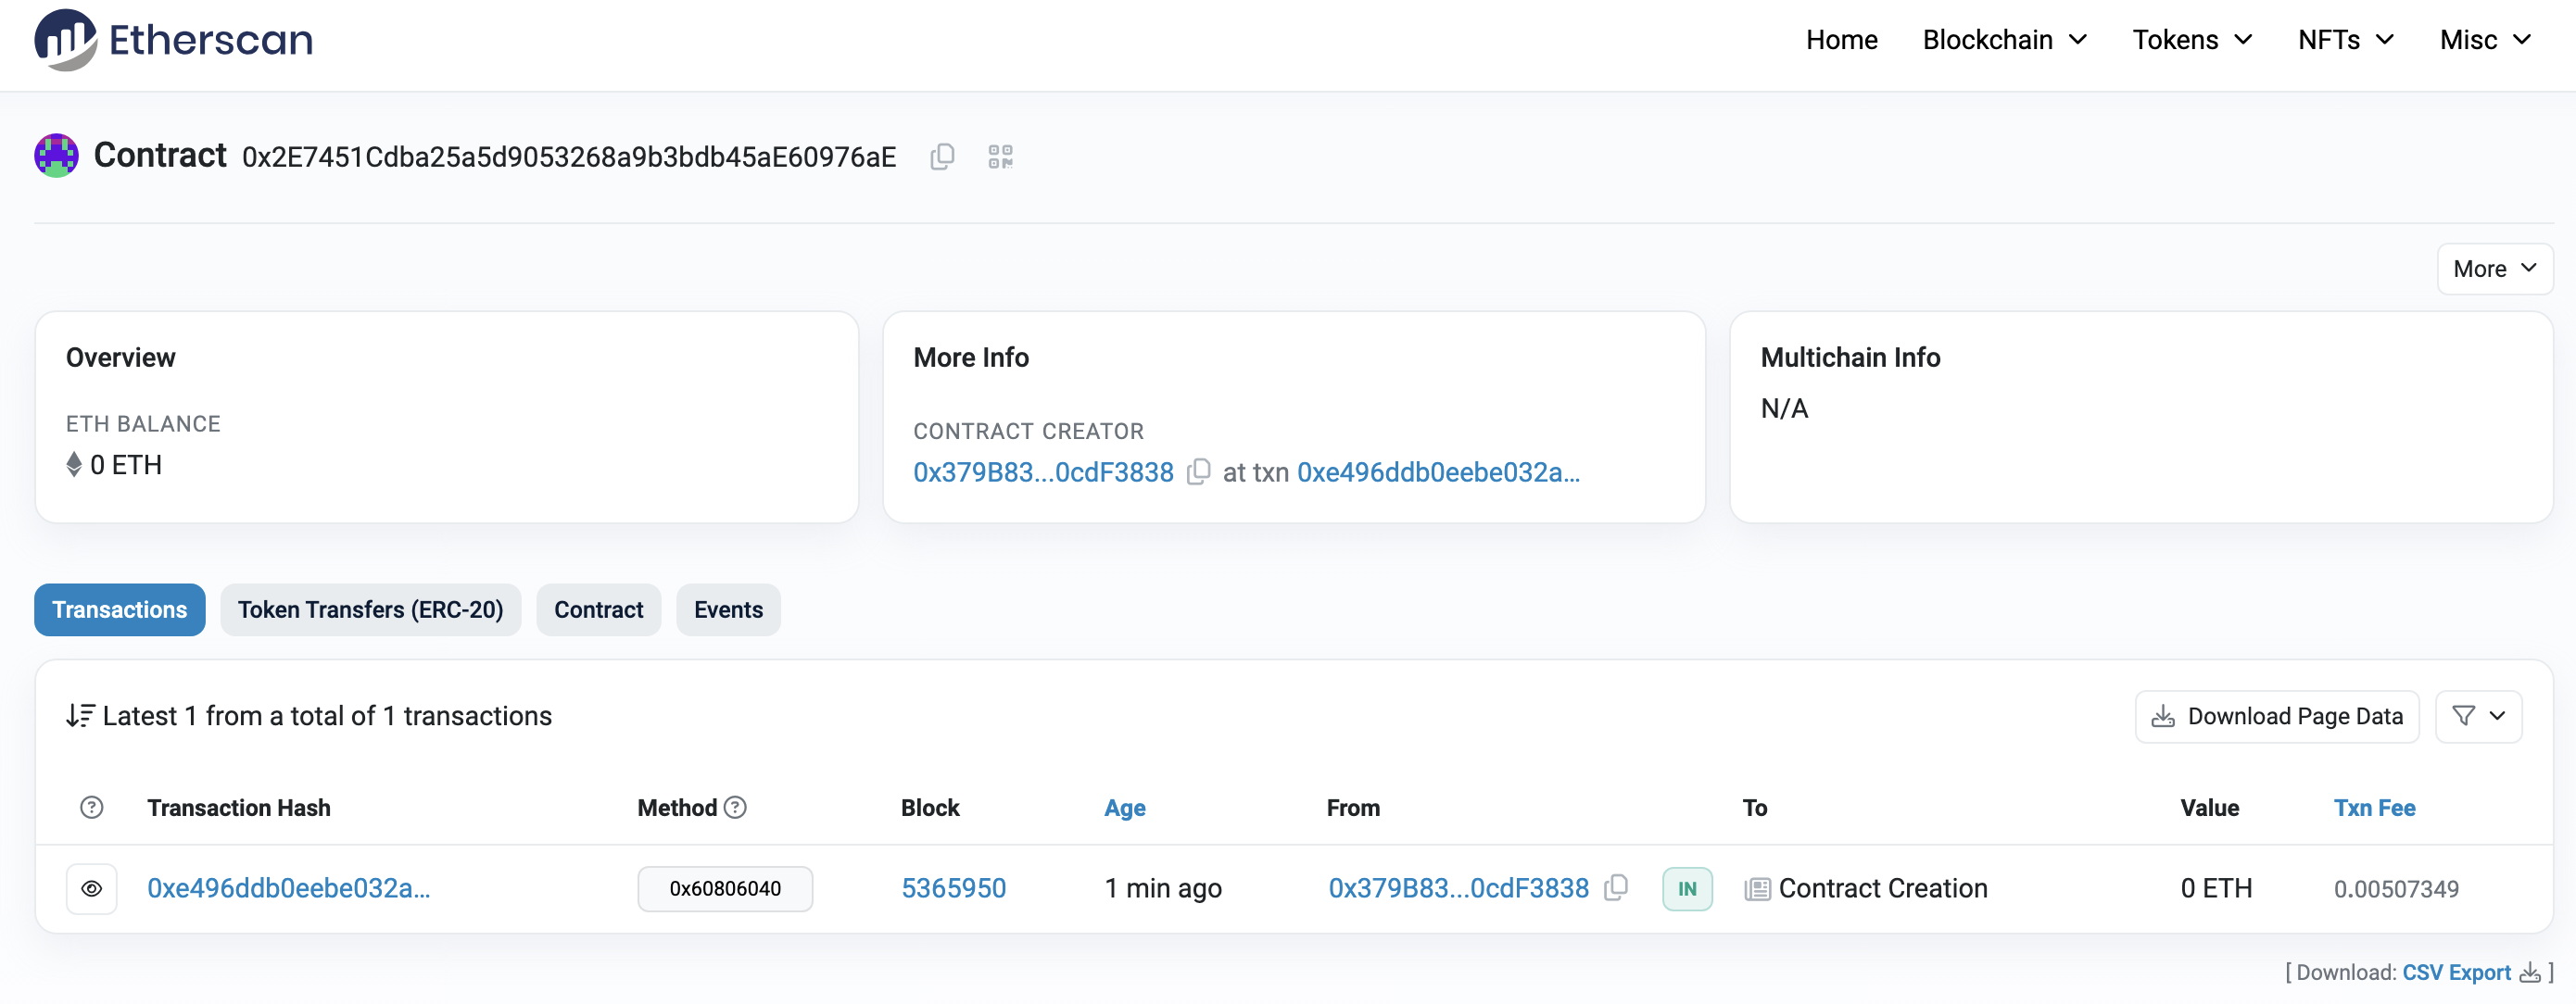 Etherscan
Home Blockchain Tokens NFTs Misc
Contract 0x2E7451Cdba25a5d9053268a9b3bdb45aE60976aE
More
Overview
ETH BALANCE
0 ETH
More Info
CONTRACT CREATOR
0x379B83...0cdF3838 at txn 0xe496ddb0eebe032a...
Multichain Info
N/A
Transactions Token Transfers (ERC-20) Contract Events
Latest 1 from a total of 1 transactions
Download Page Data
Transaction Hash Method Block Age From To Value Txn Fee
0xe496ddb0eebe032a... 0x60806040 5365950 1 min ago 0x379B83...0cdF3838 IN Contract Creation 0 ETH 0.00507349
[ Download: CSV Export ]